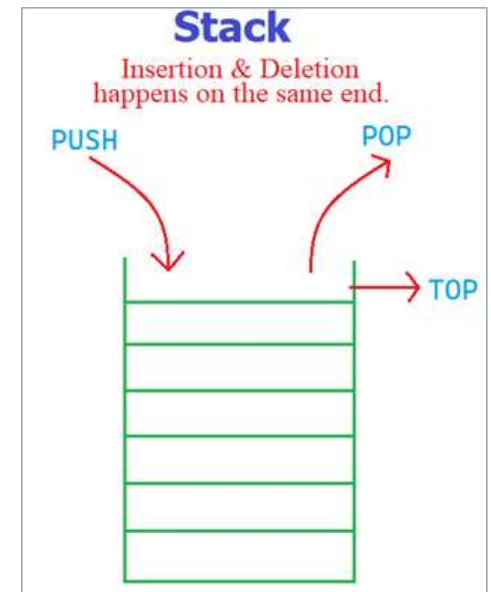 Stack
Insertion & Deletion
happens on the same end.
PUSH
POP
TOP